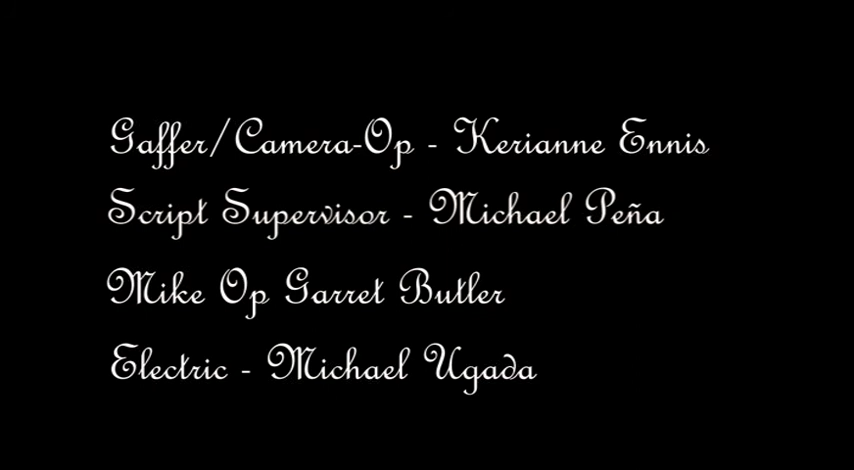 Gaffer/Camera-Op - Kerianne Ennis
Script Supervisor - Michael Peña
Mike Op Garret Butler
Electric - Michael Ugada